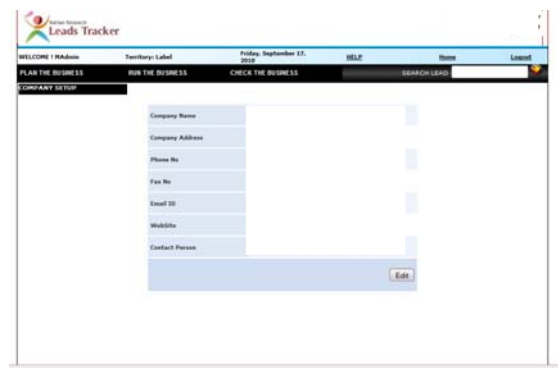 Leads Tracker
WELCOME ! MAdmin Territory: Label Friday, September 17, 2010 HELP Home Logout
PLAN THE BUSINESS RUN THE BUSINESS CHECK THE BUSINESS SEARCH LEAD
COMPANY SETUP
Company Name
Company Address
Phone No
Fax No
Email ID
WebSite
Contact Person
Edit